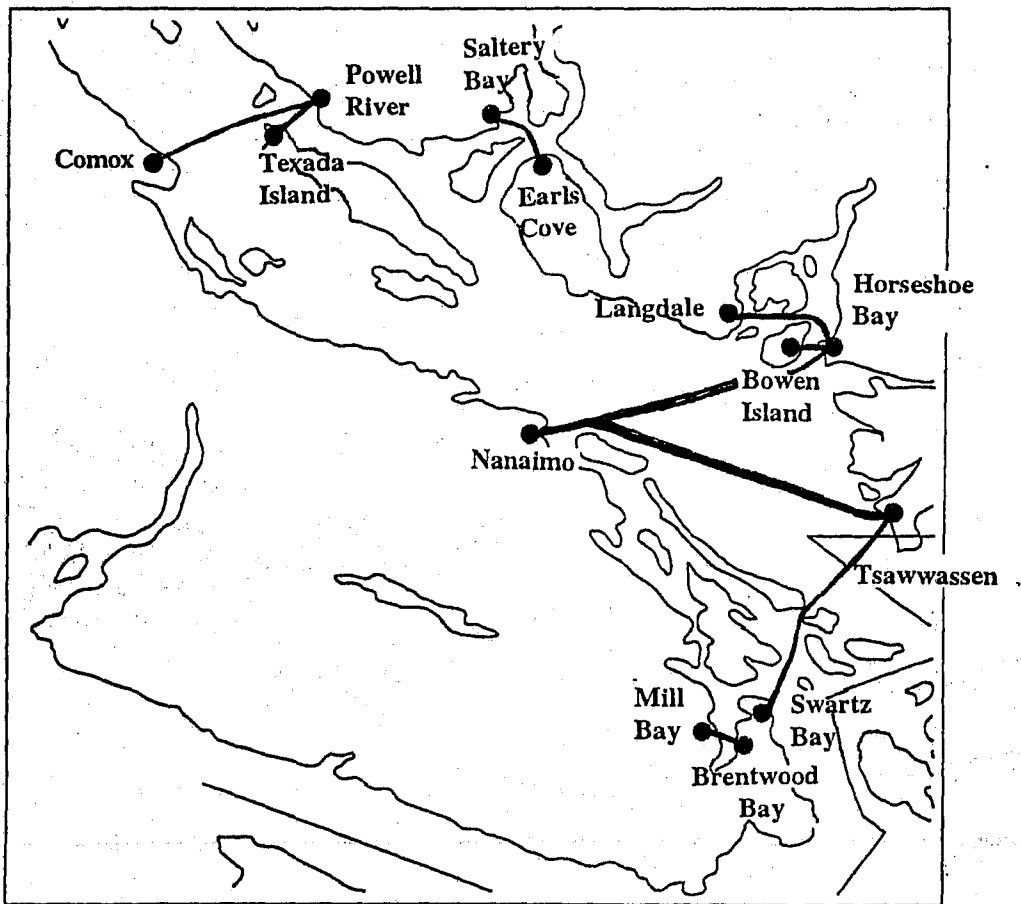 Saltery
Bay
Powell
River
Comox
Texada
Island
Earls
Cove
Horseshoe
Bay
Langdale
Bowen
Island
Nanaimo
Tsawwassen
Mill
Bay
Swartz
Bay
Brentwood
Bay